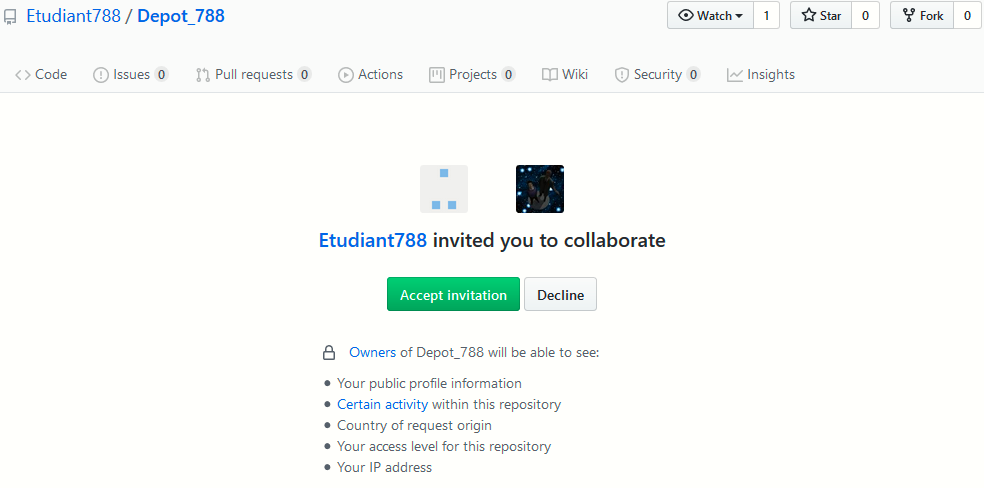 Etudiant788 / Depot_788
Watch 1 Star 0 Fork 0
Code Issues 0 Pull requests 0 Actions Projects 0 Wiki Security 0 Insights
Etudiant788 invited you to collaborate
Accept invitation Decline
Owners of Depot_788 will be able to see:
• Your public profile information
• Certain activity within this repository
• Country of request origin
• Your access level for this repository
• Your IP address